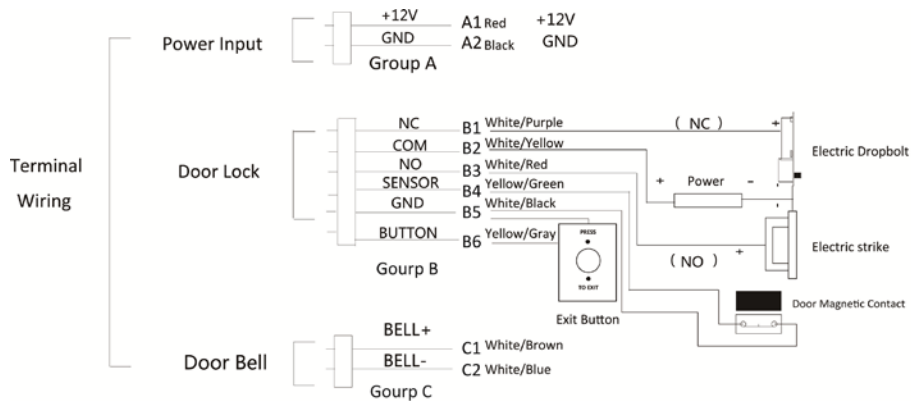 +12V A1 Red +12V
Power Input GND A2 Black GND
Group A
NC B1 White/Purple ( NC ) +
COM B2 White/Yellow Electric Dropbolt
Door Lock NO B3 White/Red + Power -
SENSOR B4 Yellow/Green -
GND B5 White/Black
Terminal
Wiring
BUTTON B6 Yellow/Gray PRESS
TO EXIT
Exit Button
( NO ) + Electric strike
Gourp B
Door Magnetic Contact
BELL+ C1 White/Brown
Door Bell BELL- C2 White/Blue
Gourp C